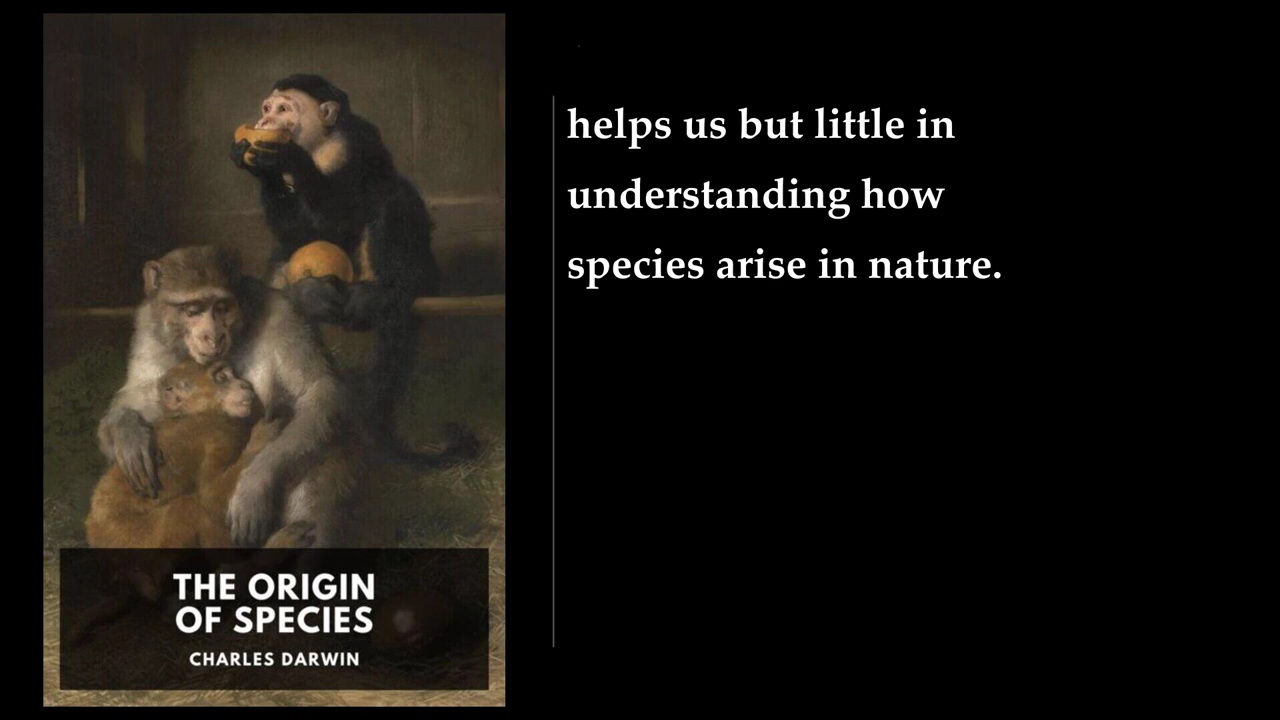 helps us but little in
understanding how
species arise in nature.
THE ORIGIN
OF SPECIES
CHARLES DARWIN